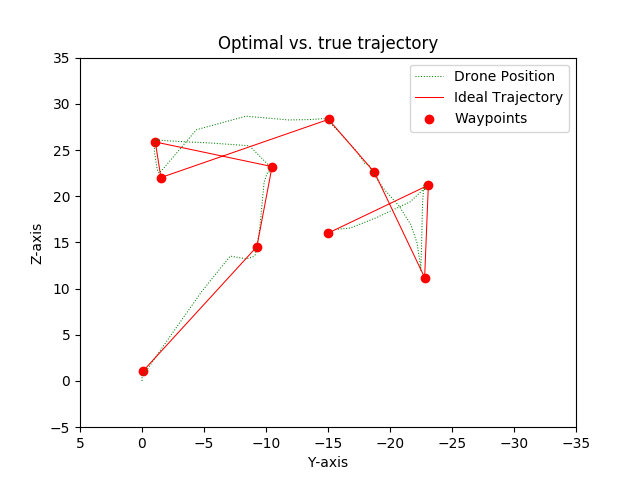 Optimal vs. true trajectory
Drone Position
Ideal Trajectory
Waypoints
35
30
25
20
15
10
5
0
−5
Z-axis
5 0 −5 −10 −15 −20 −25 −30 −35
Y-axis